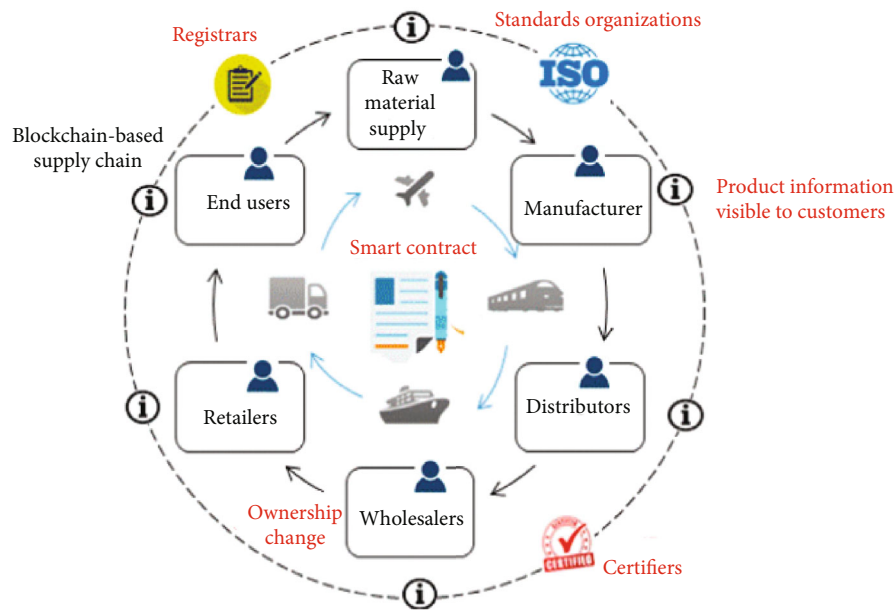 Standards organizations
Registrars
ISO
Raw
material
supply
Blockchain-based
supply chain
End users
Manufacturer
Product information
visible to customers
Smart contract
Retailers
Distributors
Ownership
change
Wholesalers
CERTIFIED
Certifiers
i
i
i
i
i
i